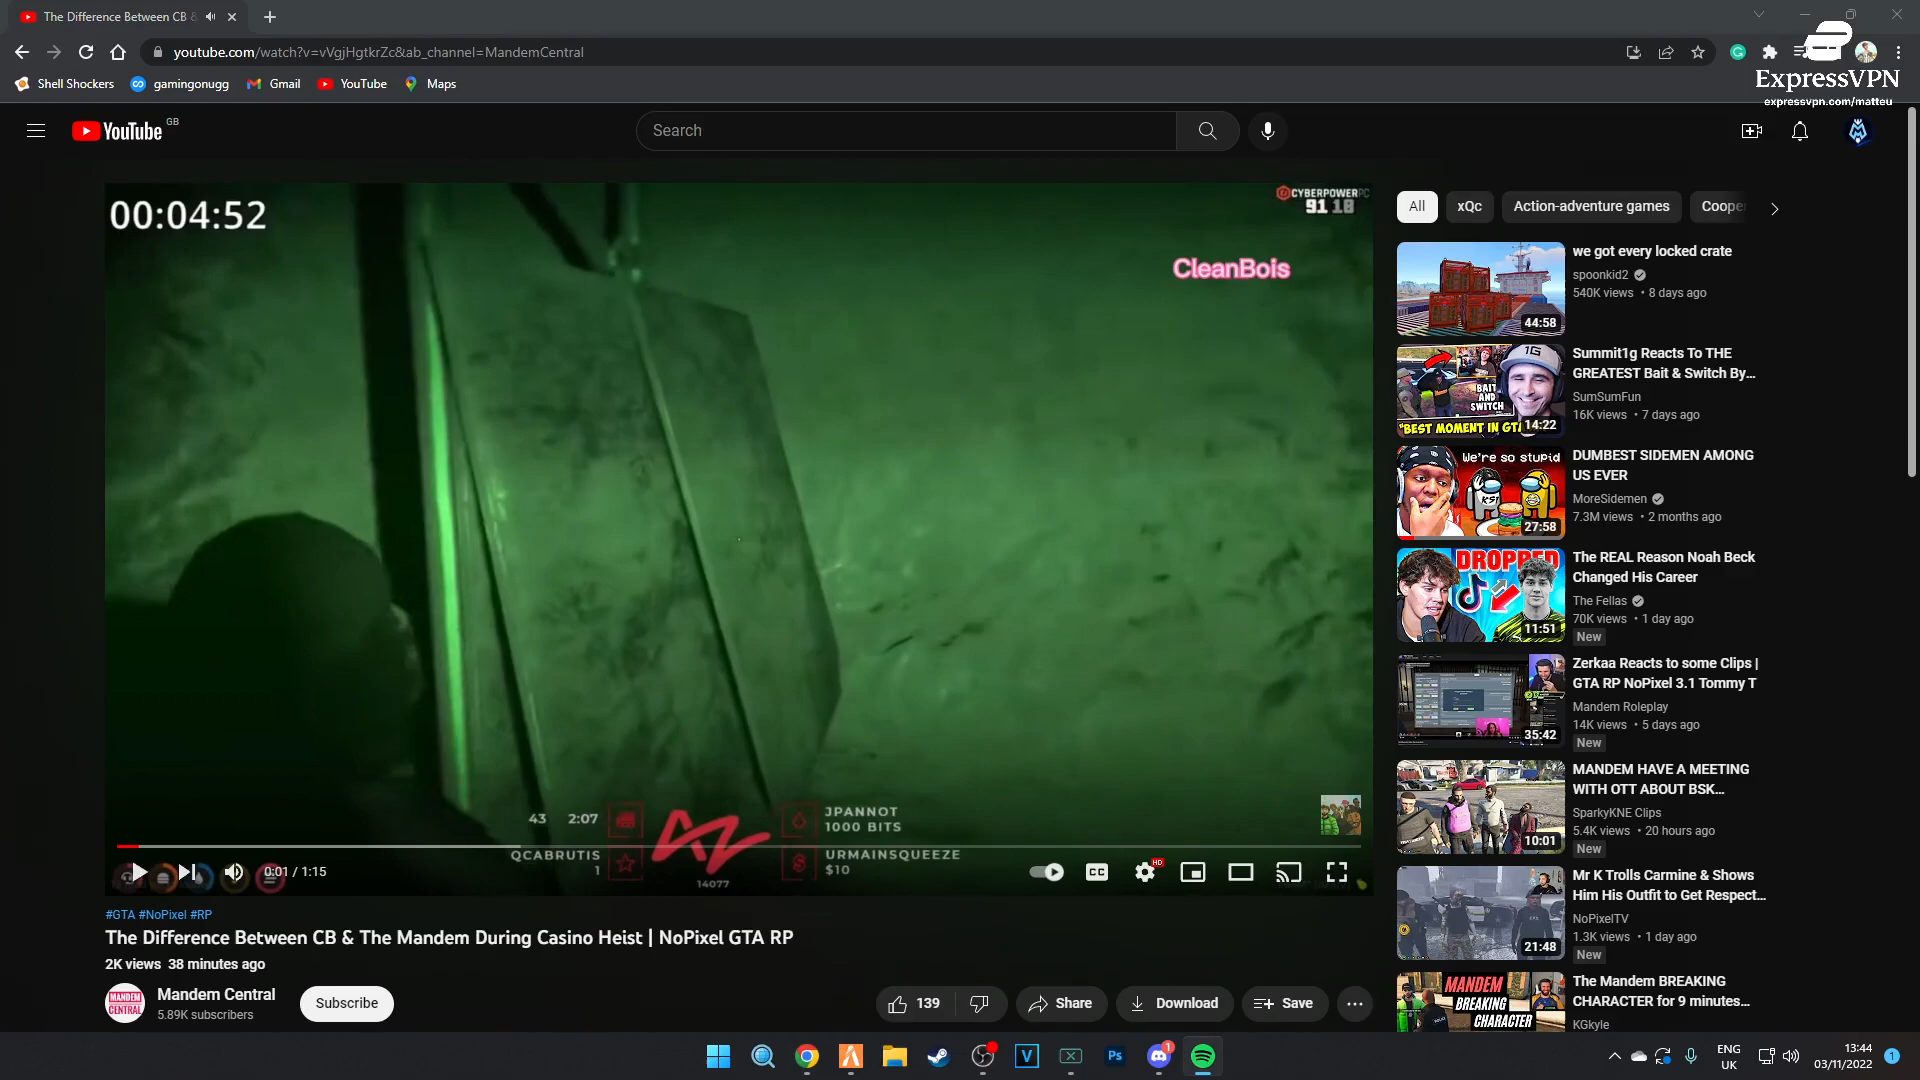 The Difference Between CB &
youtube.com/watch?v=vVgjHgtkrZc&ab_channel=MandemCentral
ExpressVPN
expressvpn.com/matteu
Shell Shockers
gamingonugg
Gmail
YouTube
Maps
YouTube GB
Search
00:04:52
CYBERPOWERPC
91 18
CleanBois
43 2:07
JPANNOT
1000 BITS
QCABRUTIS
1
URMAINSQUEEZE
$10
14077
0:01 / 1:15
CC
HD
#GTA #NoPixel #RP
The Difference Between CB & The Mandem During Casino Heist | NoPixel GTA RP
2K views 38 minutes ago
MANDEM
CENTRAL
Mandem Central
5.89K subscribers
Subscribe
139
Share
Download
Save
All
xQc
Action-adventure games
Cooper
44:58
we got every locked crate
spoonkid2
540K views • 8 days ago
1G
BAIT
AND
SWITCH
"BEST MOMENT IN GTA
14:22
Summit1g Reacts To THE
GREATEST Bait & Switch By...
SumSumFun
16K views • 7 days ago
We're so stupid
KSI
27:58
DUMBEST SIDEMEN AMONG
US EVER
MoreSidemen
7.3M views • 2 months ago
DROPPED
11:51
The REAL Reason Noah Beck
Changed His Career
The Fellas
70K views • 1 day ago
New
35:42
Zerkaa Reacts to some Clips |
GTA RP NoPixel 3.1 Tommy T
Mandem Roleplay
14K views • 5 days ago
New
10:01
MANDEM HAVE A MEETING
WITH OTT ABOUT BSK...
SparkyKNE Clips
5.4K views • 20 hours ago
New
21:48
Mr K Trolls Carmine & Shows
Him His Outfit to Get Respect...
NoPixelTV
1.3K views • 1 day ago
New
MANDEM
BREAKING
CHARACTER
The Mandem BREAKING
CHARACTER for 9 minutes...
KGkyle
V
Ps
1
ENG
UK
13:44
03/11/2022
1